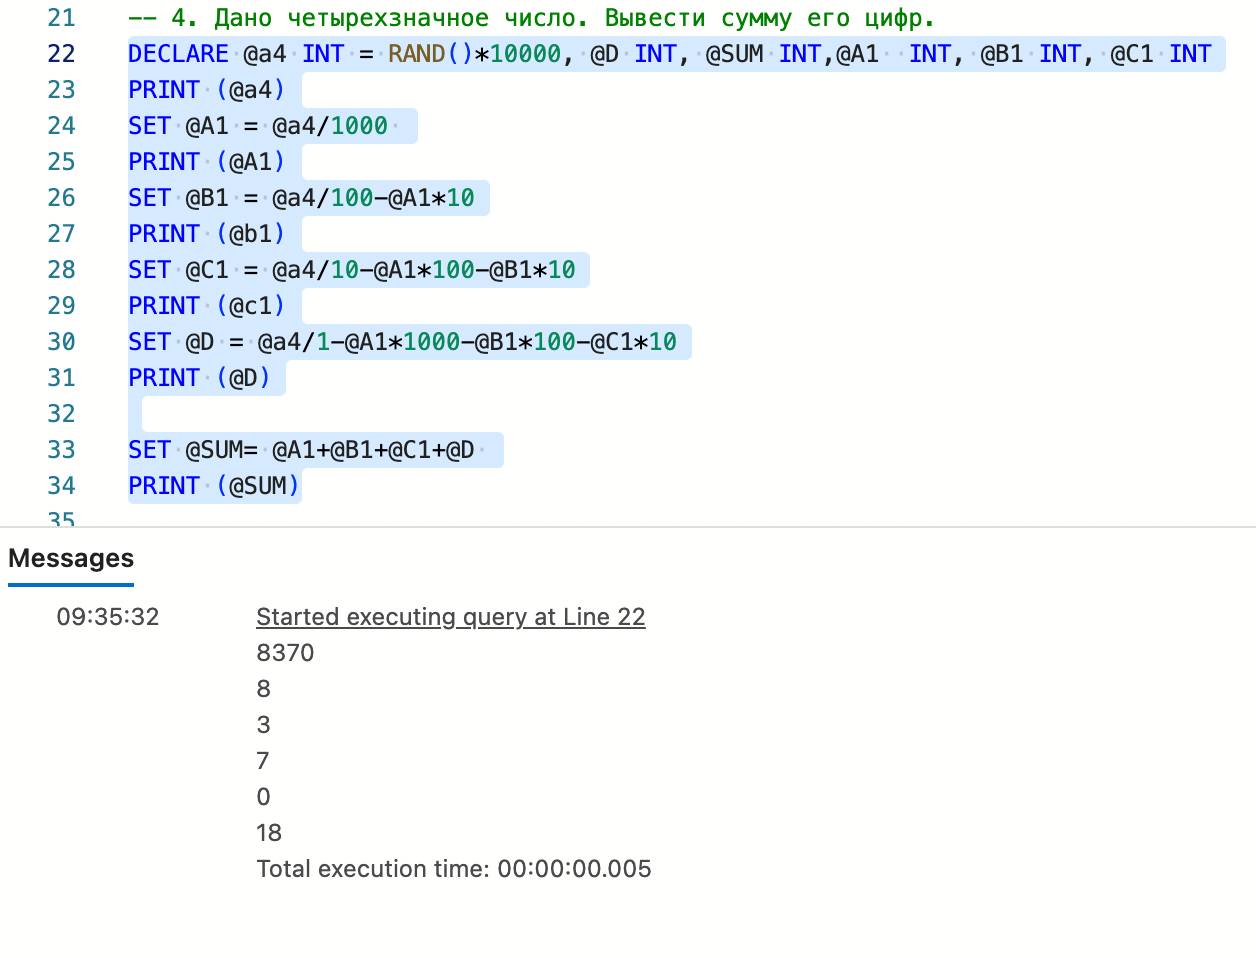 21 -- 4. Дано четырехзначное число. Вывести сумму его цифр.
22 DECLARE @a4 INT = RAND()*10000, @D INT, @SUM INT,@A1  INT, @B1 INT, @C1 INT
23 PRINT (@a4)
24 SET @A1 = @a4/1000
25 PRINT (@A1)
26 SET @B1 = @a4/100-@A1*10
27 PRINT (@b1)
28 SET @C1 = @a4/10-@A1*100-@B1*10
29 PRINT (@c1)
30 SET @D = @a4/1-@A1*1000-@B1*100-@C1*10
31 PRINT (@D)
32
33 SET @SUM= @A1+@B1+@C1+@D
34 PRINT (@SUM)
35
Messages
09:35:32 Started executing query at Line 22
8370
8
3
7
0
18
Total execution time: 00:00:00.005